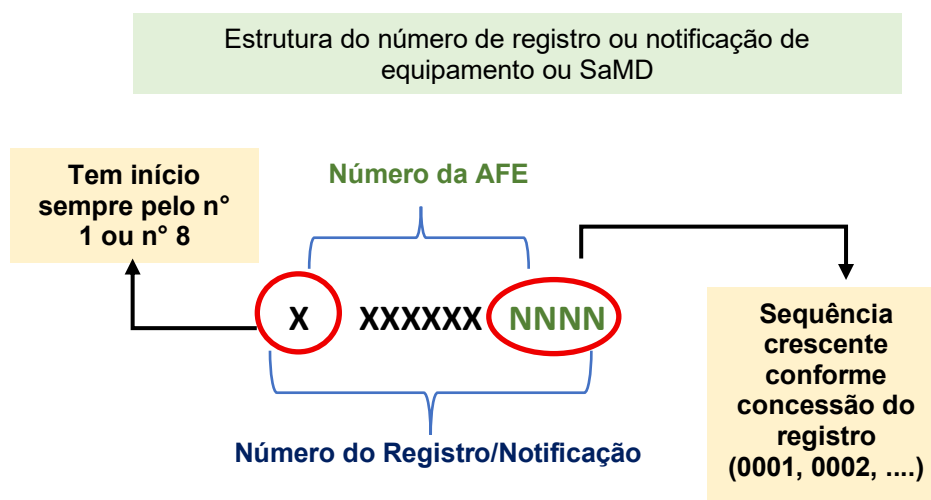 Estrutura do número de registro ou notificação de
equipamento ou SaMD
Tem início
sempre pelo n°
1 ou n° 8
Número da AFE
X XXXXXX NNNN
Número do Registro/Notificação
Sequência
crescente
conforme
concessão do
registro
(0001, 0002, ....)